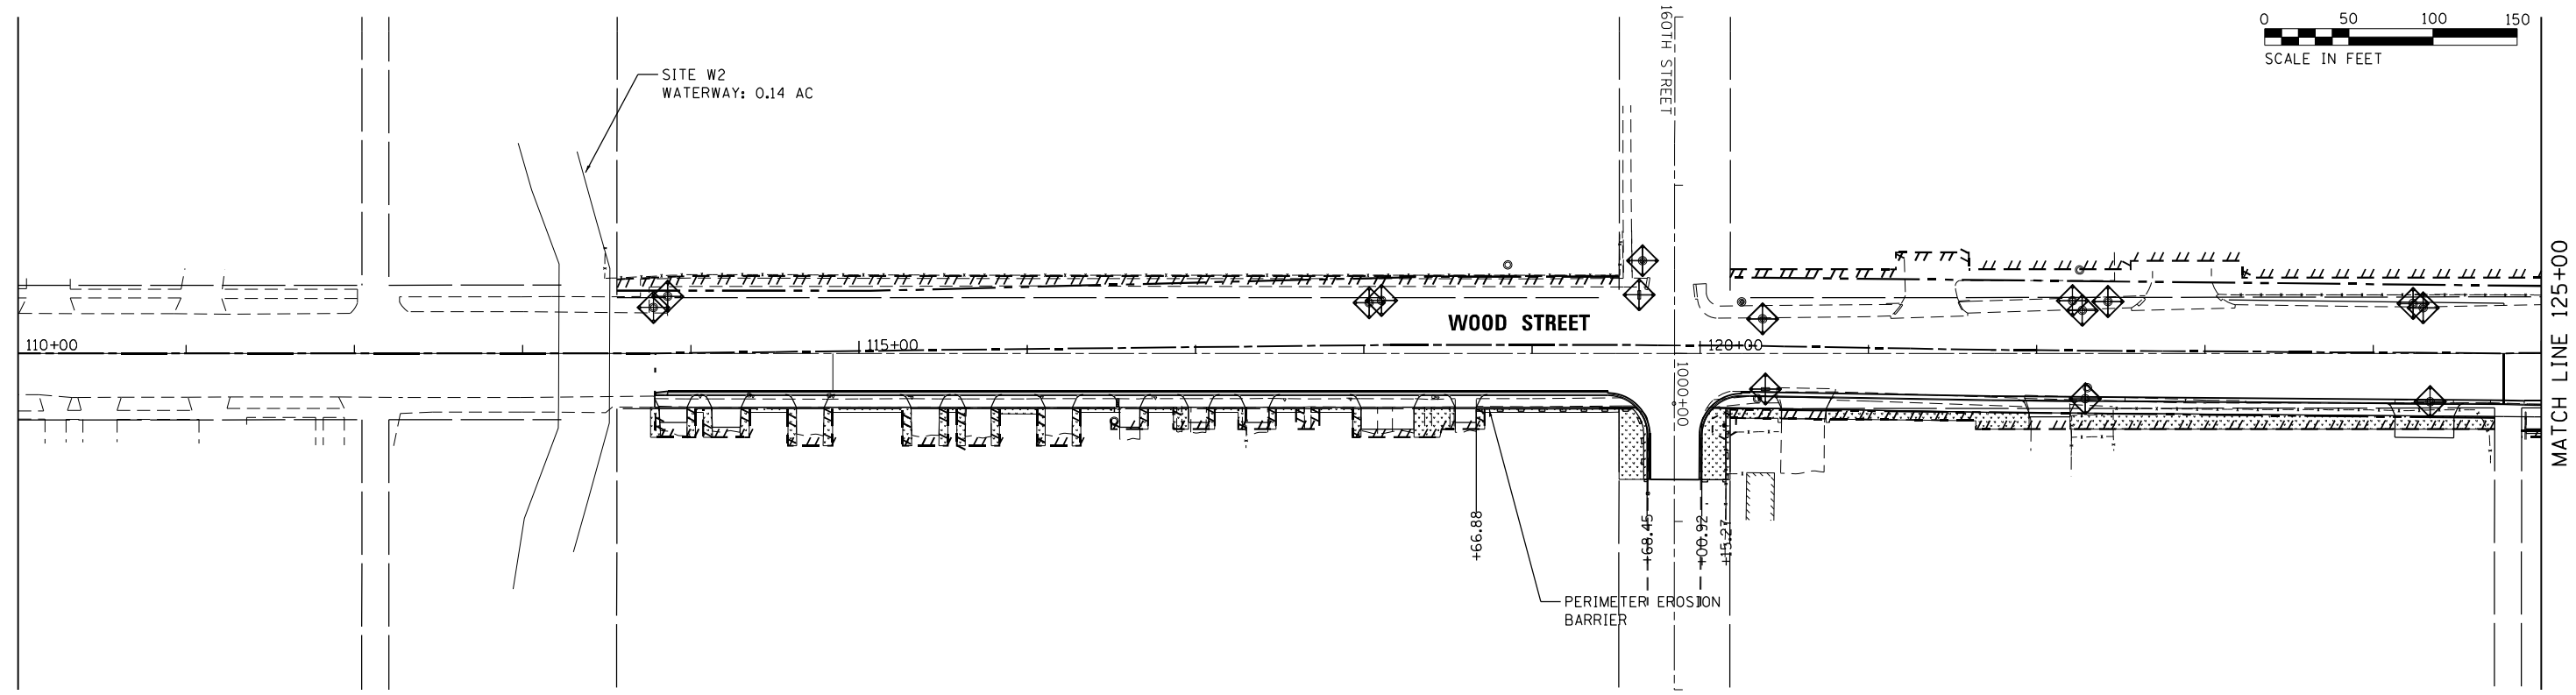 0 50 100 150
SCALE IN FEET
160TH STREET
SITE W2
WATERWAY: 0.14 AC
WOOD STREET
110+00
115+00
120+00
1000+00
MATCH LINE 125+00
+66.88
+68.45
+00.92
+15.27
PERIMETER EROSION
BARRIER